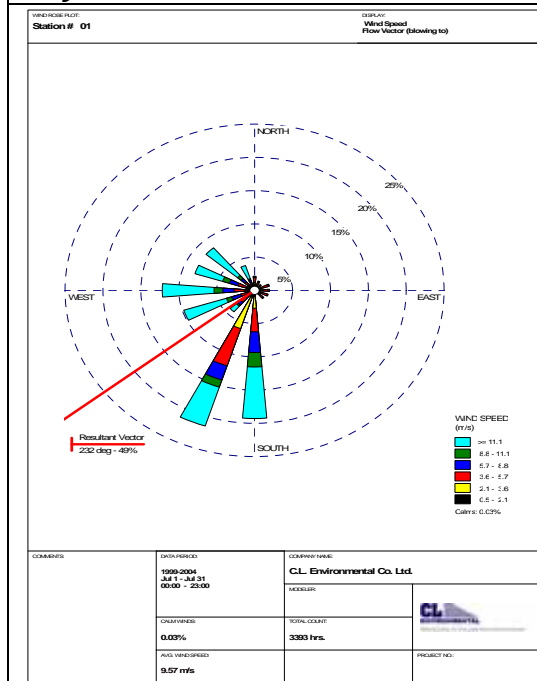 WIND ROSE PLOT:
Station # 01
DISPLAY:
Wind Speed
Flow Vector (blowing to)
NORTH
25%
20%
15%
10%
5%
WEST
EAST
SOUTH
Resultant Vector
232 deg - 49%
WIND SPEED
(m/s)
>= 11.1
8.8 - 11.1
5.7 - 8.8
3.6 - 5.7
2.1 - 3.6
0.5 - 2.1
Calms: 0.03%
COMMENTS:
DATA PERIOD:
1999-2004
Jul 1 - Jul 31
00:00 - 23:00
COMPANY NAME:
C.L. Environmental Co. Ltd.
MODELER:
CALM WINDS:
0.03%
TOTAL COUNT:
3393 hrs.
CL
ENVIRONMENTAL
AVG. WIND SPEED:
9.57 m/s
PROJECT NO.: